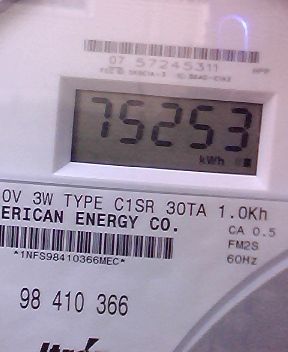 07 57245311
75253
kWh
0V 3W TYPE C1SR 30TA 1.0Kh
ERICAN ENERGY CO.
CA 0.5
FM2S
60Hz
*1NFS98410366MEC*
98 410 366